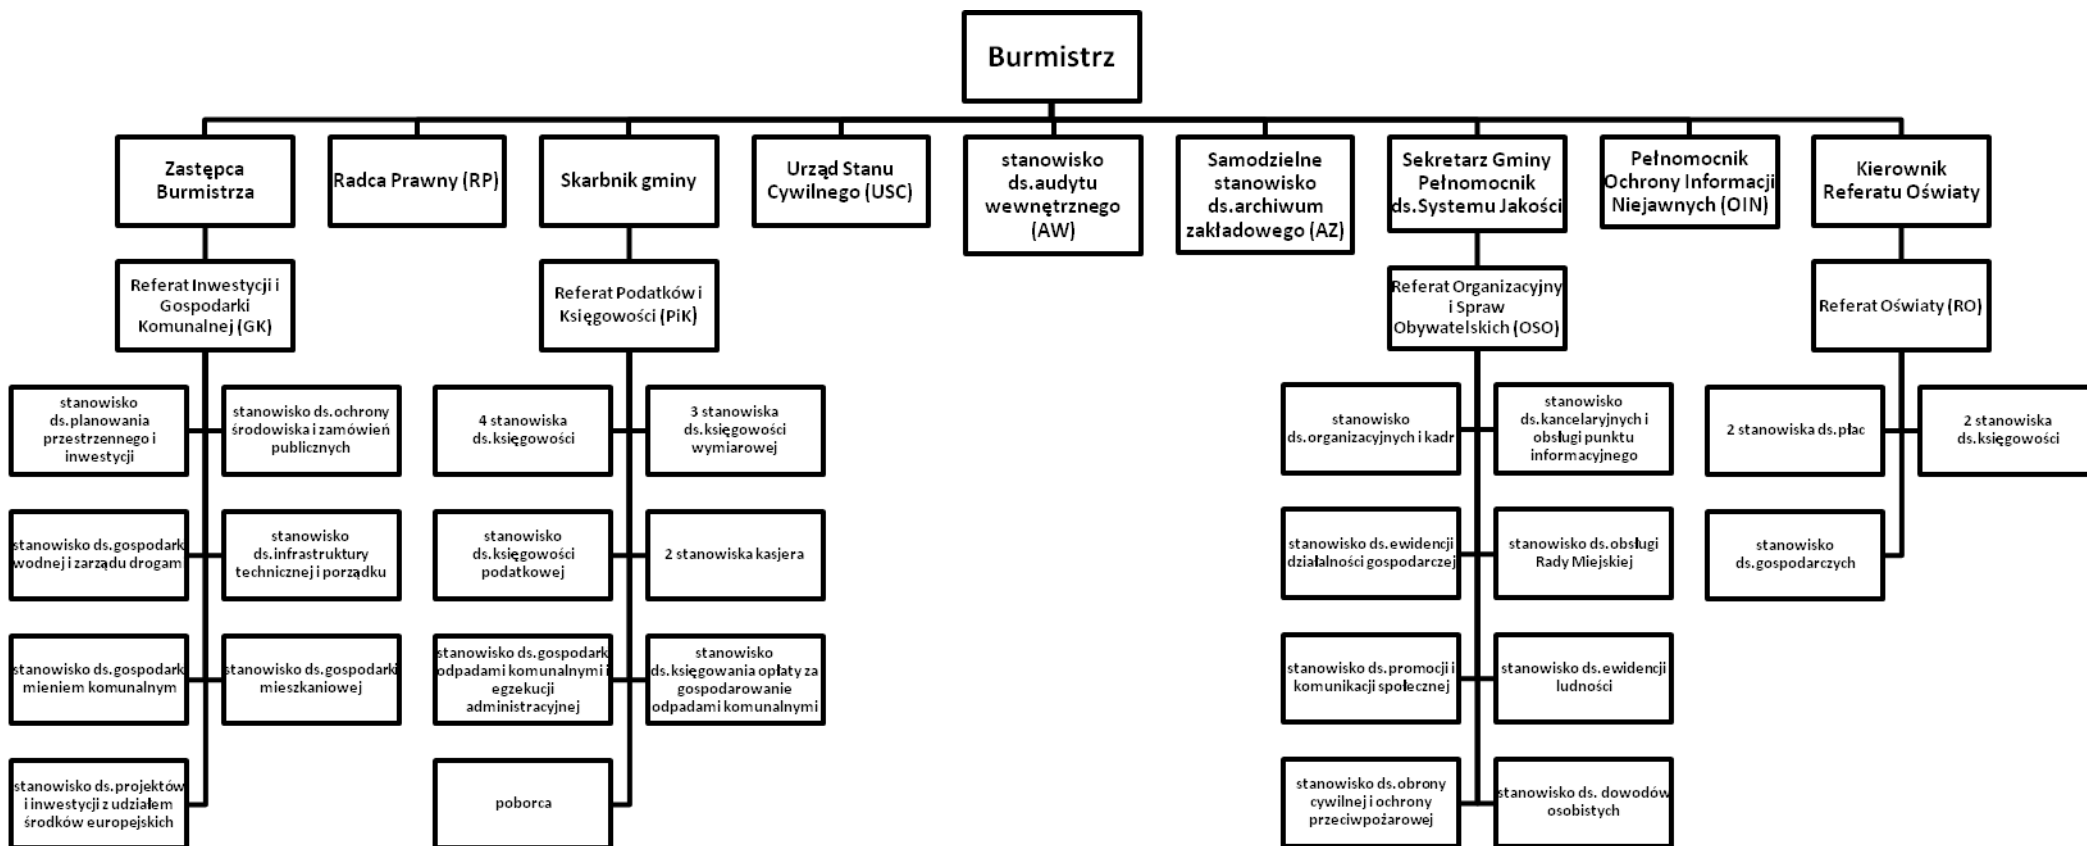 Burmistrz
Zastępca
Burmistrza
Radca Prawny (RP)
Skarbnik gminy
Urząd Stanu
Cywilnego (USC)
stanowisko
ds.audytu
wewnętrznego
(AW)
Samodzielne
stanowisko
ds.archiwum
zakładowego (AZ)
Sekretarz Gminy
Pełnomocnik
ds.Systemu Jakości
Pełnomocnik
Ochrony Informacji
Niejawnych (OIN)
Kierownik
Referatu Oświaty
Referat Inwestycji i
Gospodarki
Komunalnej (GK)
Referat Podatków i
Księgowości (PiK)
Referat Organizacyjny
i Spraw
Obywatelskich (OSO)
Referat Oświaty (RO)
stanowisko
ds.planowania
przestrzennego i
inwestycji
stanowisko ds.ochrony
środowiska i zamówień
publicznych
4 stanowiska
ds.księgowości
3 stanowiska
ds.księgowości
wymiarowej
stanowisko
ds.organizacyjnych i kadr
stanowisko
ds.kancelaryjnych i
obsługi punktu
informacyjnego
2 stanowiska ds.płac
2 stanowiska
ds.księgowości
stanowisko ds.gospodark
wodnej i zarządu drogam
stanowisko
ds.infrastruktury
technicznej i porządku
stanowisko
ds.księgowości
podatkowej
2 stanowiska kasjera
stanowisko ds.ewidencji
działalności gospodarczej
stanowisko ds.obsługi
Rady Miejskiej
stanowisko
ds.gospodarczych
stanowisko ds.gospodark
mieniem komunalnym
stanowisko ds.gospodarki
mieszkaniowej
stanowisko ds.gospodark
odpadami komunalnymi i
egzekucji
administracyjnej
stanowisko
ds.księgowania opłaty za
gospodarowanie
odpadami komunalnymi
stanowisko ds.promocji i
komunikacji społecznej
stanowisko ds.ewidencji
ludności
stanowisko ds.projektów
i inwestycji z udziałem
środków europejskich
poborca
stanowisko ds.obrony
cywilnej i ochrony
przeciwpożarowej
stanowisko ds. dowodów
osobistych